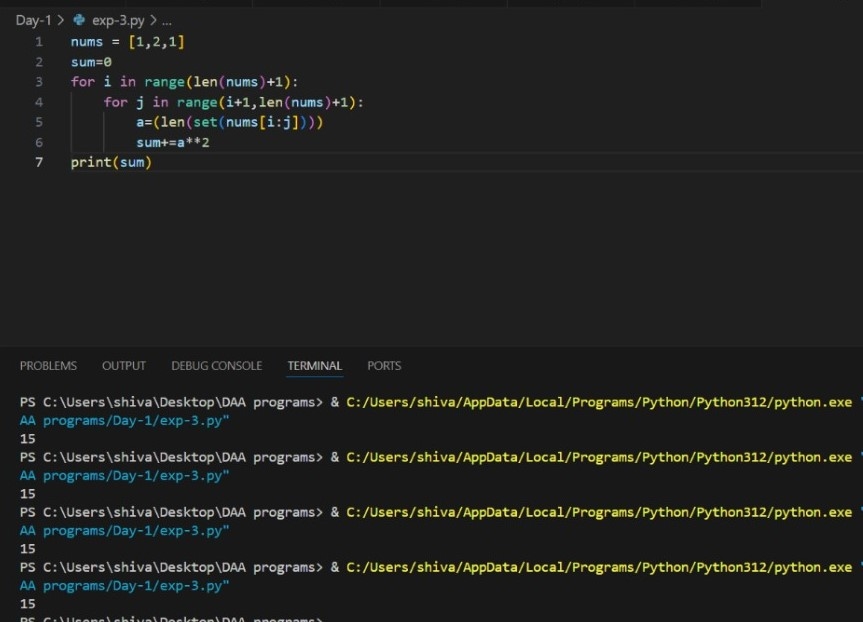 Day-1 > exp-3.py > ...
1 nums = [1,2,1]
2 sum=0
3 for i in range(len(nums)+1):
4     for j in range(i+1,len(nums)+1):
5         a=(len(set(nums[i:j])))
6         sum+=a**2
7 print(sum)
PROBLEMS OUTPUT DEBUG CONSOLE TERMINAL PORTS
PS C:\Users\shiva\Desktop\DAA programs> & C:/Users/shiva/AppData/Local/Programs/Python/Python312/python.exe "
AA programs/Day-1/exp-3.py"
15
PS C:\Users\shiva\Desktop\DAA programs> & C:/Users/shiva/AppData/Local/Programs/Python/Python312/python.exe "
AA programs/Day-1/exp-3.py"
15
PS C:\Users\shiva\Desktop\DAA programs> & C:/Users/shiva/AppData/Local/Programs/Python/Python312/python.exe "
AA programs/Day-1/exp-3.py"
15
PS C:\Users\shiva\Desktop\DAA programs> & C:/Users/shiva/AppData/Local/Programs/Python/Python312/python.exe "
AA programs/Day-1/exp-3.py"
15
PS C:\Users\shiva\Desktop\DAA programs>